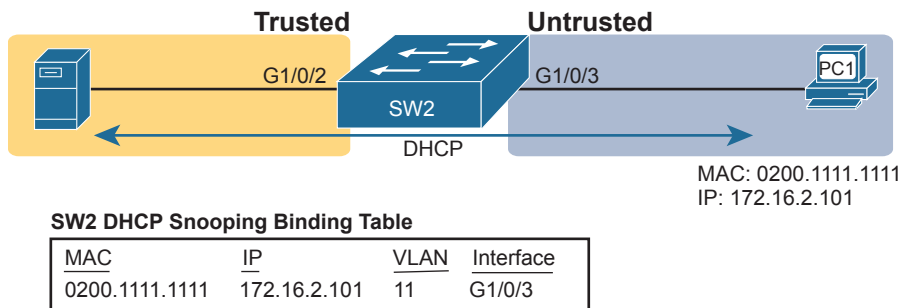 Trusted
Untrusted
G1/0/2
G1/0/3
PC1
SW2
DHCP
MAC: 0200.1111.1111
IP: 172.16.2.101
SW2 DHCP Snooping Binding Table
MAC IP VLAN Interface
0200.1111.1111 172.16.2.101 11 G1/0/3